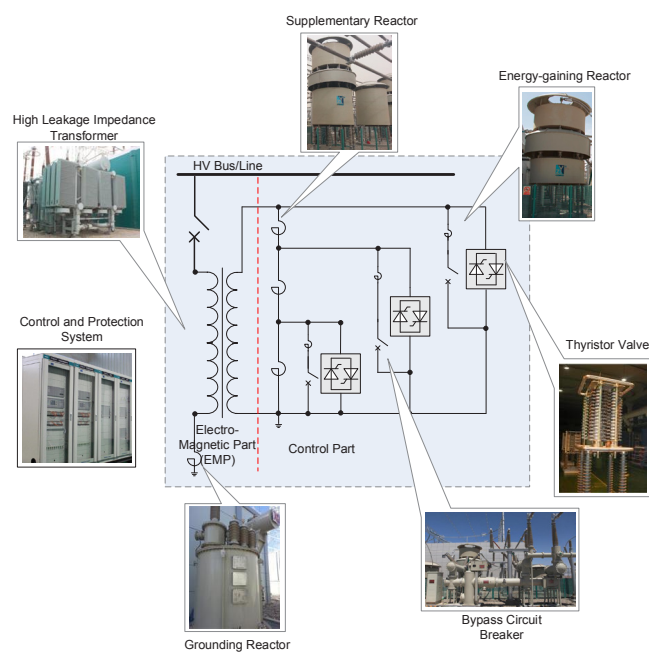 Supplementary Reactor
Energy-gaining Reactor
High Leakage Impedance
Transformer
HV Bus/Line
Control and Protection
System
Thyristor Valve
Electro-
Magnetic Part
(EMP)
Control Part
Bypass Circuit
Breaker
Grounding Reactor